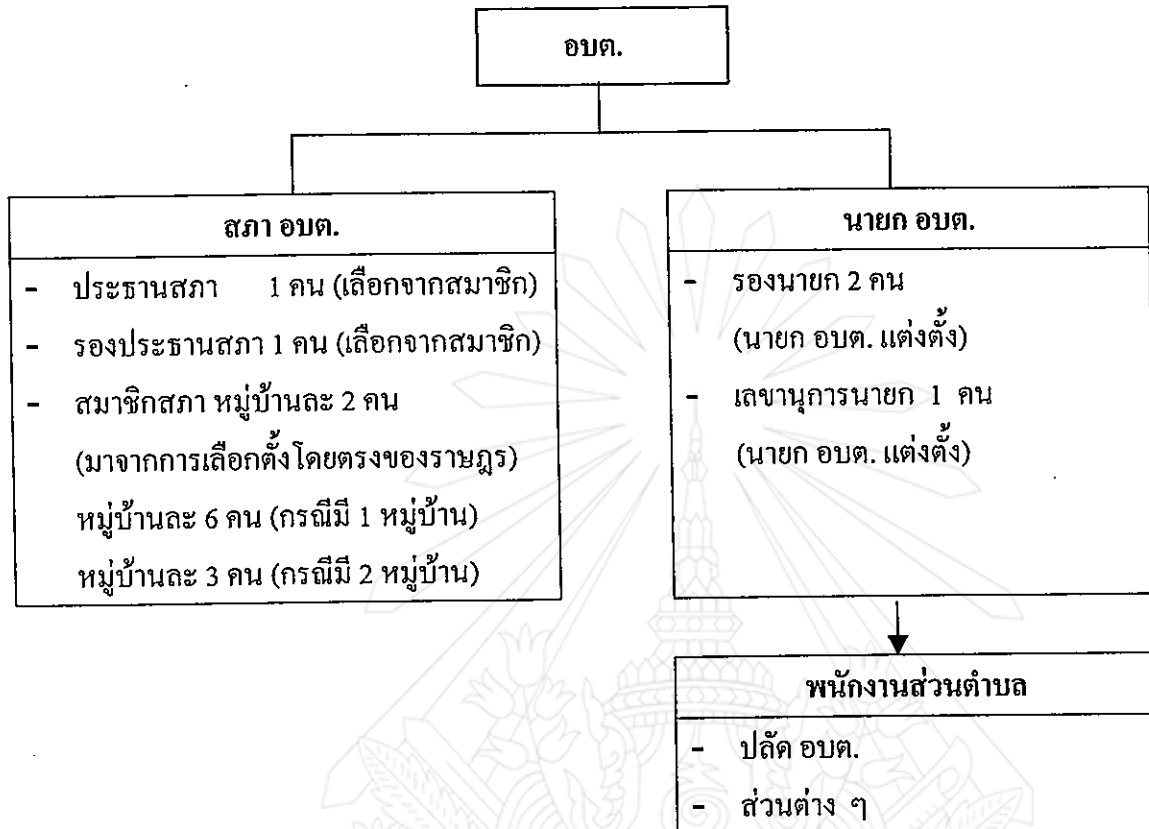 อบต.
สภา อบต.
- ประธานสภา 1 คน (เลือกจากสมาชิก)
- รองประธานสภา 1 คน (เลือกจากสมาชิก)
- สมาชิกสภา หมู่บ้านละ 2 คน
(มาจากการเลือกตั้งโดยตรงของราษฎร)
หมู่บ้านละ 6 คน (กรณีมี 1 หมู่บ้าน)
หมู่บ้านละ 3 คน (กรณีมี 2 หมู่บ้าน)
นายก อบต.
- รองนายก 2 คน
(นายก อบต. แต่งตั้ง)
- เลขานุการนายก 1 คน
(นายก อบต. แต่งตั้ง)
พนักงานส่วนตำบล
- ปลัด อบต.
- ส่วนต่าง ๆ